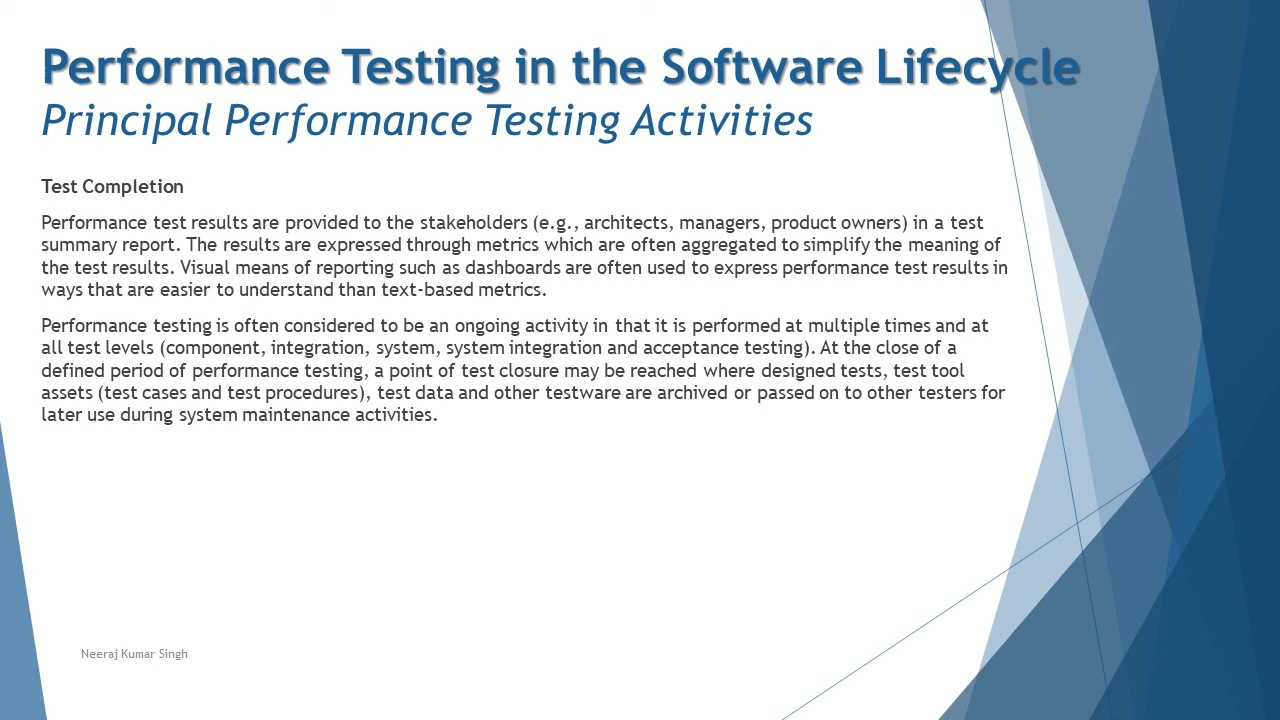 Performance Testing in the Software Lifecycle
Principal Performance Testing Activities
Test Completion
Performance test results are provided to the stakeholders (e.g., architects, managers, product owners) in a test
summary report. The results are expressed through metrics which are often aggregated to simplify the meaning of
the test results. Visual means of reporting such as dashboards are often used to express performance test results in
ways that are easier to understand than text-based metrics.
Performance testing is often considered to be an ongoing activity in that it is performed at multiple times and at
all test levels (component, integration, system, system integration and acceptance testing). At the close of a
defined period of performance testing, a point of test closure may be reached where designed tests, test tool
assets (test cases and test procedures), test data and other testware are archived or passed on to other testers for
later use during system maintenance activities.
Neeraj Kumar Singh